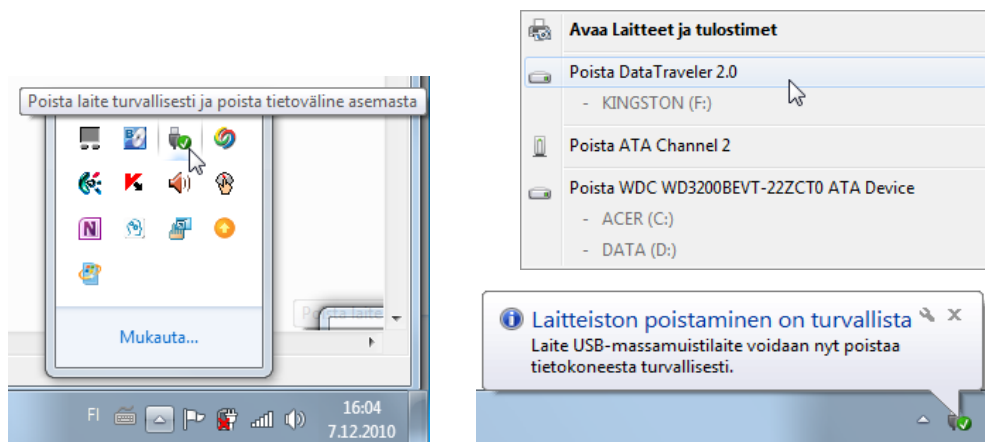 Poista laite turvallisesti ja poista tietoväline asemasta
Mukauta...
FI
16:04
7.12.2010
Avaa Laitteet ja tulostimet
Poista DataTraveler 2.0
- KINGSTON (F:)
Poista ATA Channel 2
Poista WDC WD3200BEVT-22ZCT0 ATA Device
- ACER (C:)
- DATA (D:)
Laitteiston poistaminen on turvallista
Laite USB-massamuistilaite voidaan nyt poistaa
tietokoneesta turvallisesti.